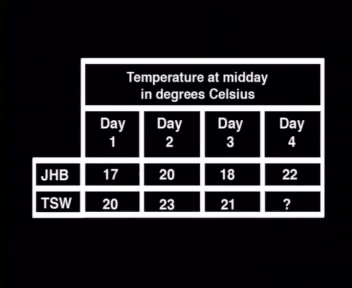 Temperature at midday
in degrees Celsius
Day Day Day Day
1 2 3 4
JHB 17 20 18 22
TSW 20 23 21 ?